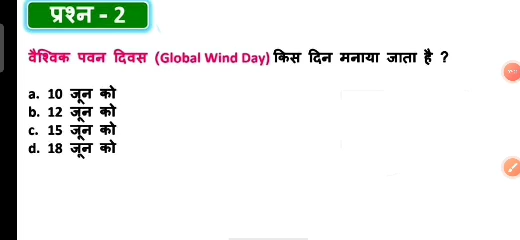 प्रश्न - 2
वैश्विक पवन दिवस (Global Wind Day) किस दिन मनाया जाता है ?
a. 10 जून को
b. 12 जून को
c. 15 जून को
d. 18 जून को